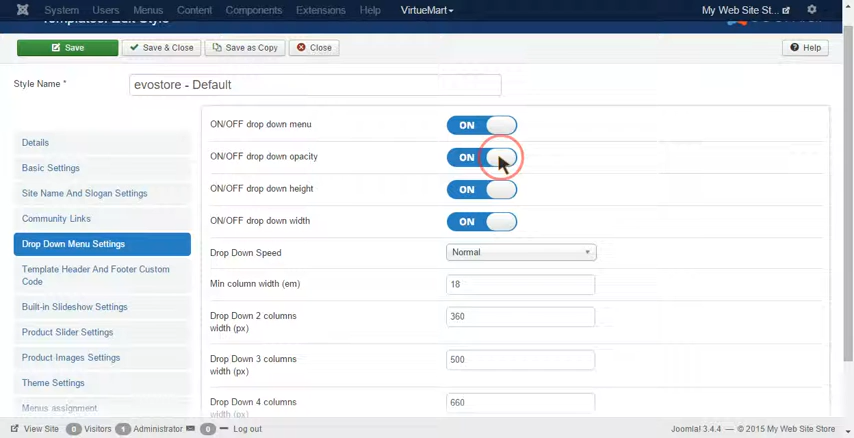 System Users Menus Content Components Extensions Help VirtueMart My Web Site St...
Templates: Edit Style
Save Save & Close Save as Copy Close Help
Style Name * evostore - Default
Details
Basic Settings
Site Name And Slogan Settings
Community Links
Drop Down Menu Settings
Template Header And Footer Custom
Code
Built-in Slideshow Settings
Product Slider Settings
Product Images Settings
Theme Settings
Menus assignment
ON/OFF drop down menu ON
ON/OFF drop down opacity ON
ON/OFF drop down height ON
ON/OFF drop down width ON
Drop Down Speed Normal
Min column width (em) 18
Drop Down 2 columns 360
width (px)
Drop Down 3 columns 500
width (px)
Drop Down 4 columns 660
width (px)
View Site 0 Visitors 1 Administrator 0 Log out Joomla! 3.4.4 — © 2015 My Web Site Store